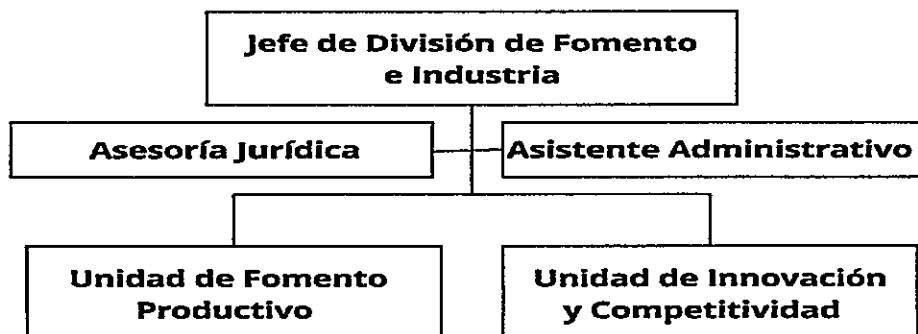 Jefe de División de Fomento
e Industria
Asesoría Jurídica
Asistente Administrativo
Unidad de Fomento
Productivo
Unidad de Innovación
y Competitividad